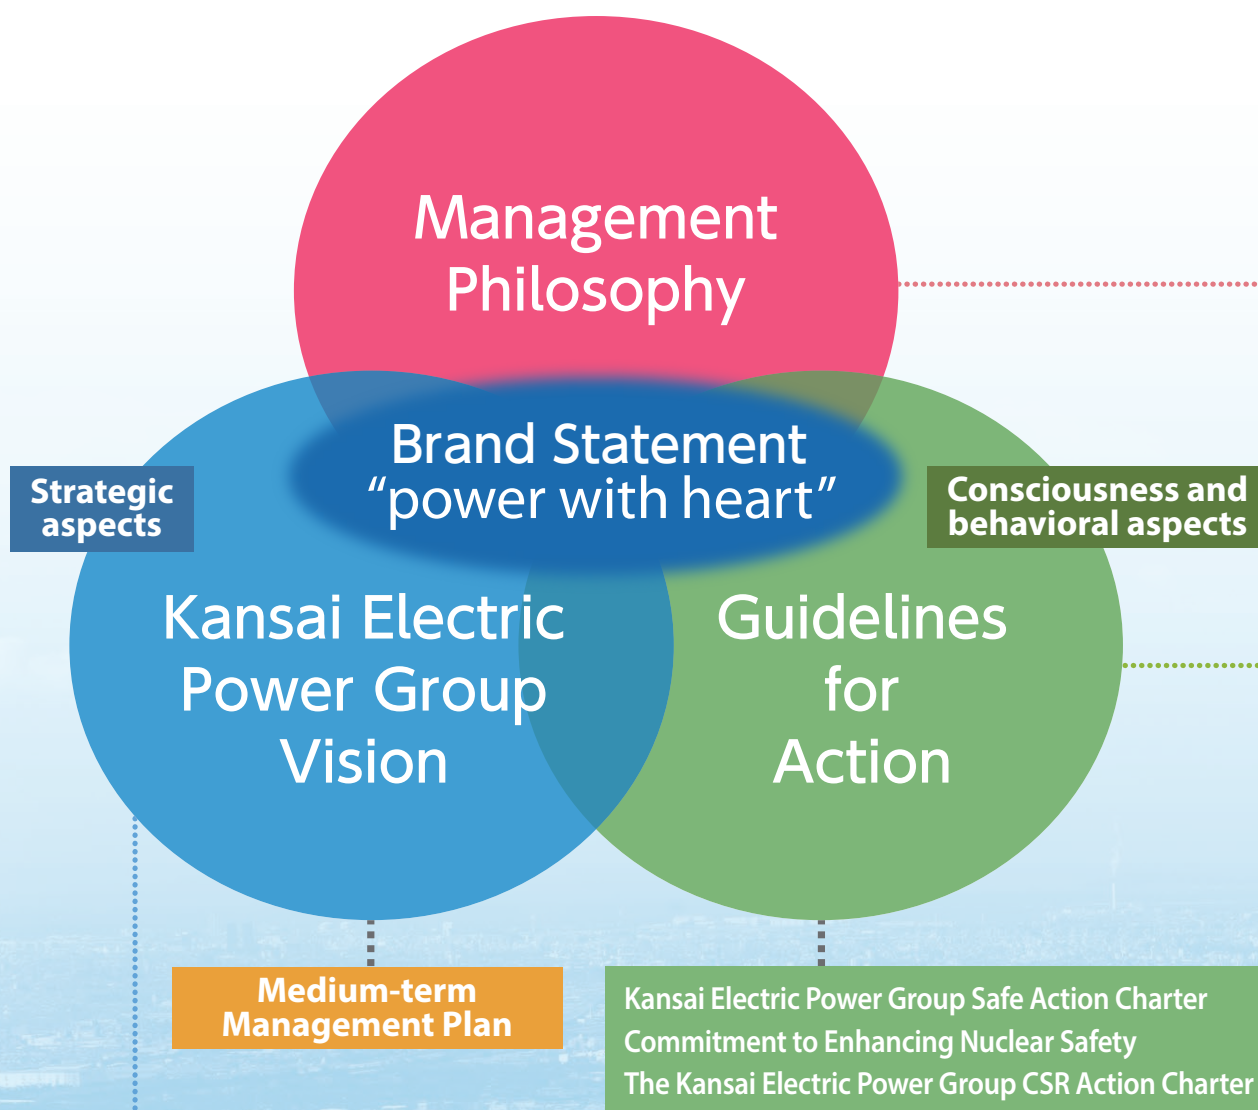 Management
Philosophy
Brand Statement
“power with heart”
Strategic
aspects
Consciousness and
behavioral aspects
Kansai Electric
Power Group
Vision
Guidelines
for
Action
Medium-term
Management Plan
Kansai Electric Power Group Safe Action Charter
Commitment to Enhancing Nuclear Safety
The Kansai Electric Power Group CSR Action Charter